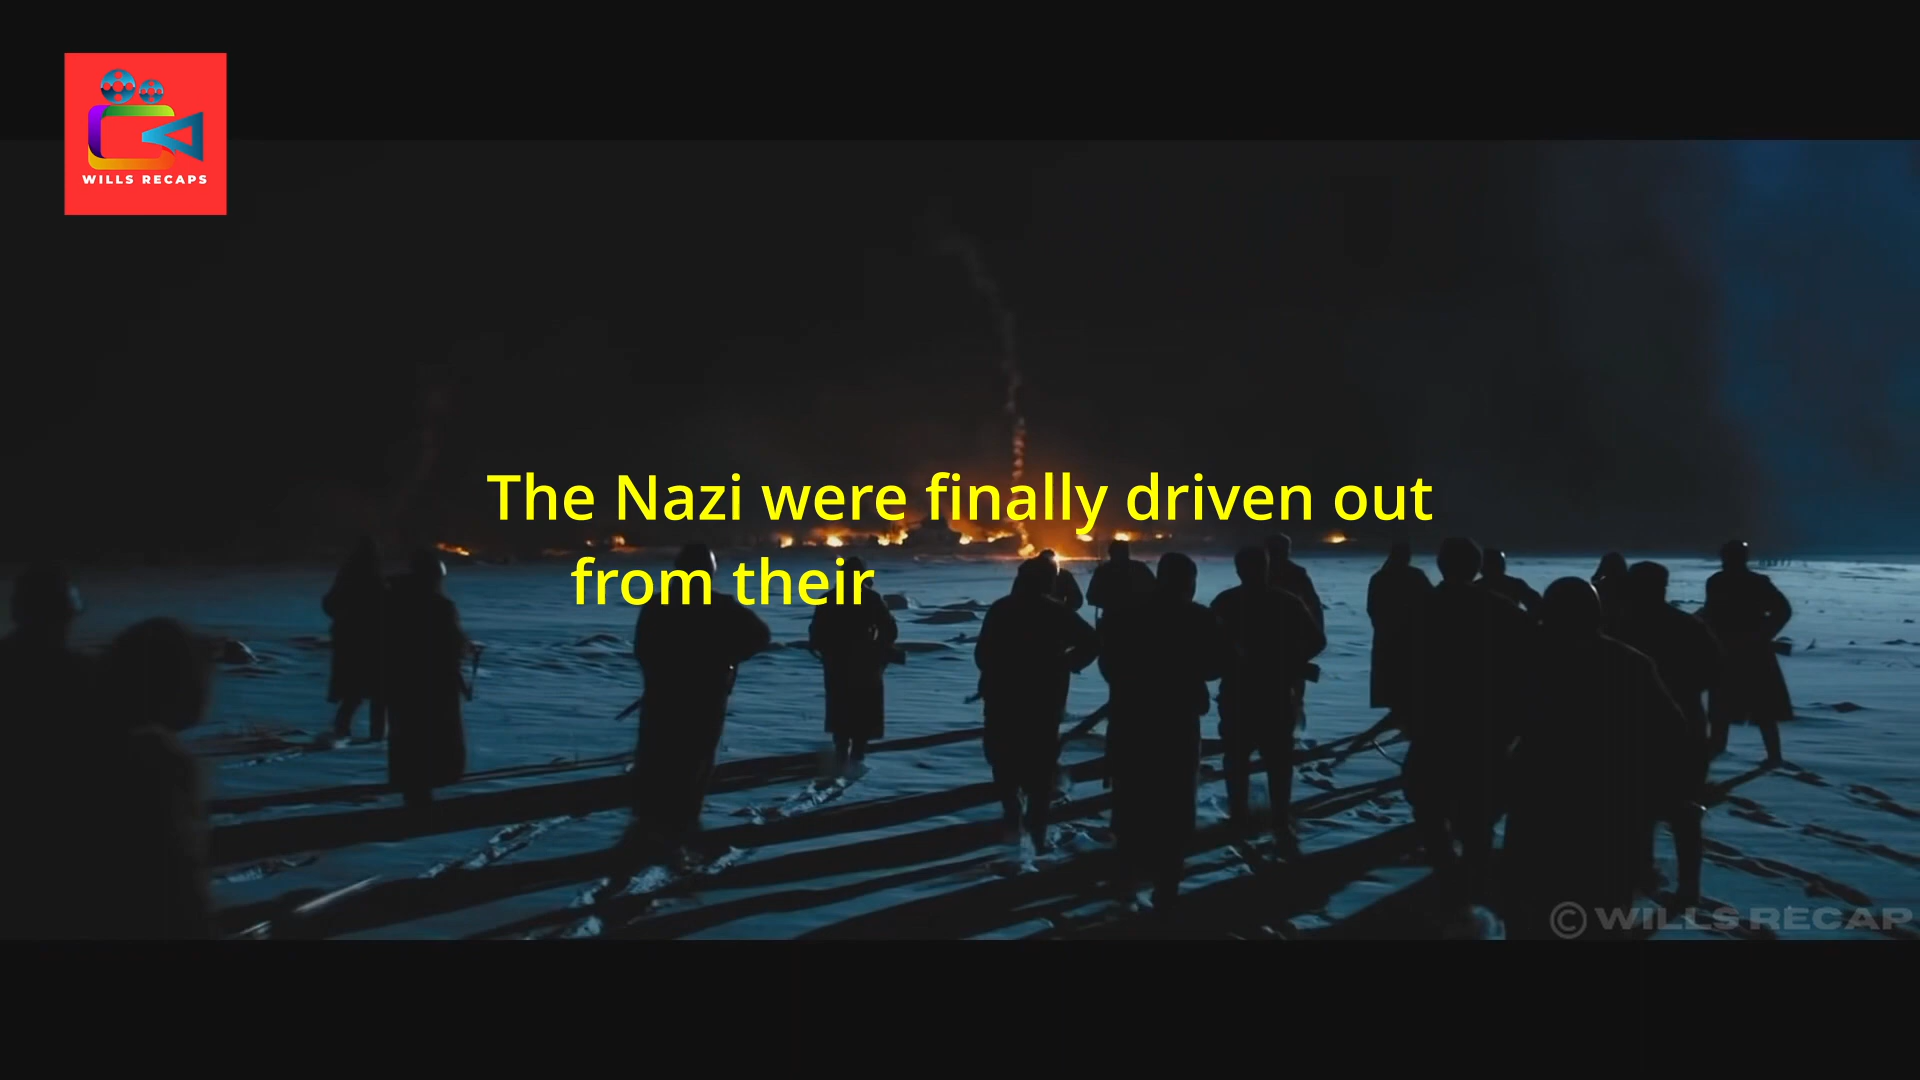 WILLS RECAPS
The Nazi were finally driven out
from their
© WILLS RECAP